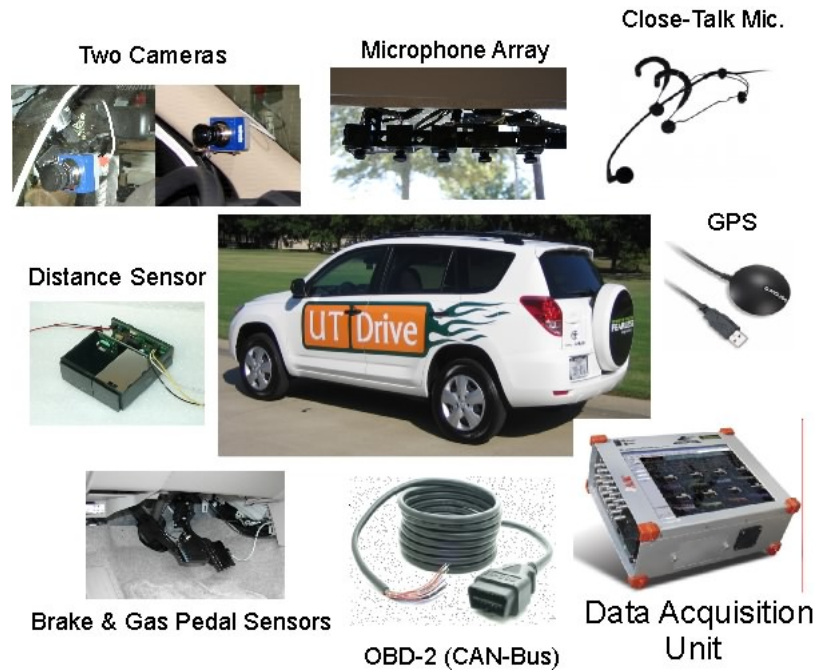 Close-Talk Mic.
Two Cameras
Microphone Array
GPS
Distance Sensor
UT Drive
FEARLESS
Brake & Gas Pedal Sensors
OBD-2 (CAN-Bus)
Data Acquisition
Unit